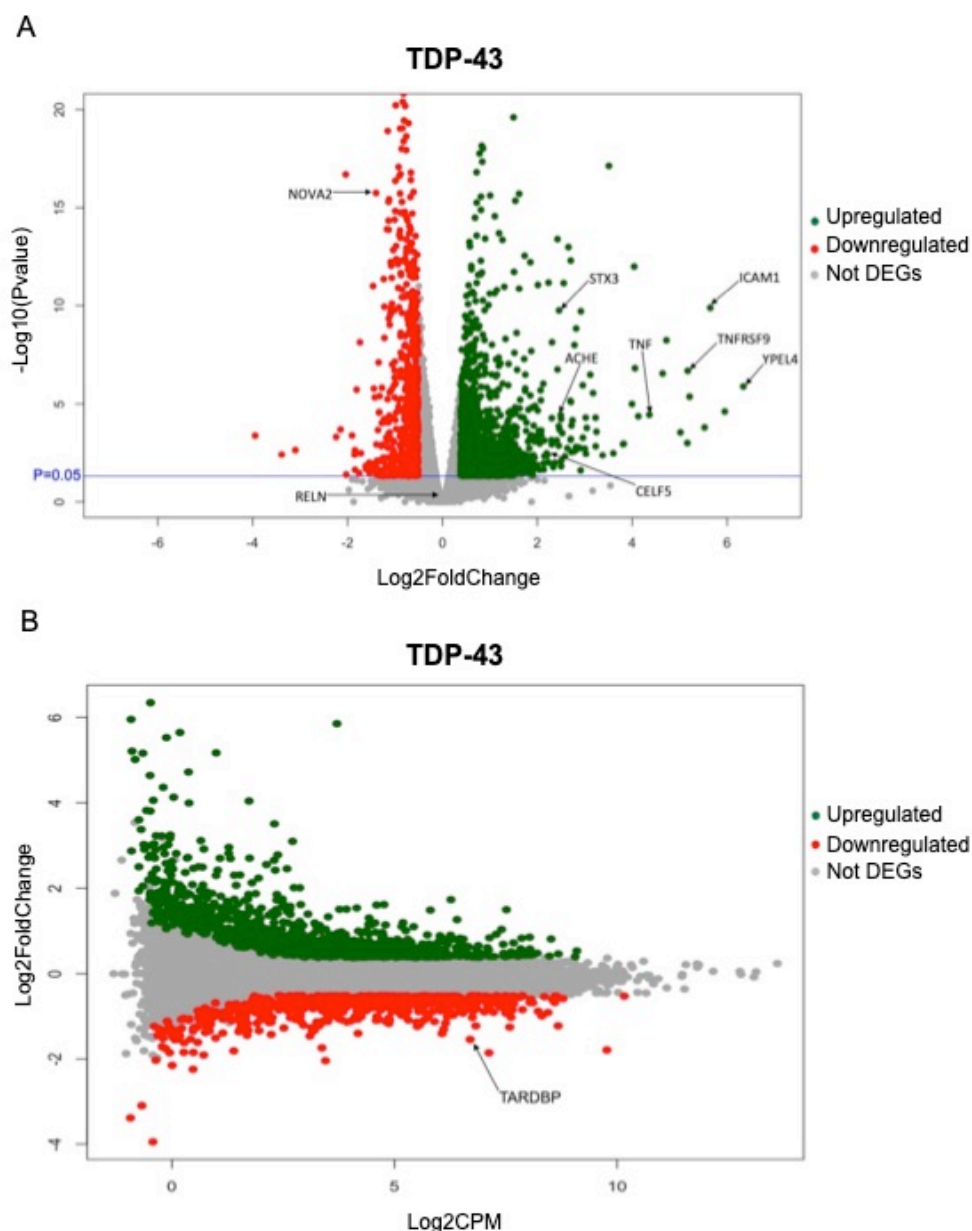 A
TDP-43
20
15
10
5
0
-Log10(Pvalue)
P=0.05
NOVA2
RELN
STX3
ACHE
TNF
ICAM1
TNFRSF9
YPEL4
CELF5
-6 -4 -2 0 2 4 6
Log2FoldChange
Upregulated
Downregulated
Not DEGs
B
TDP-43
6
4
2
0
-2
-4
Log2FoldChange
TARDBP
0 5 10
Log2CPM
Upregulated
Downregulated
Not DEGs